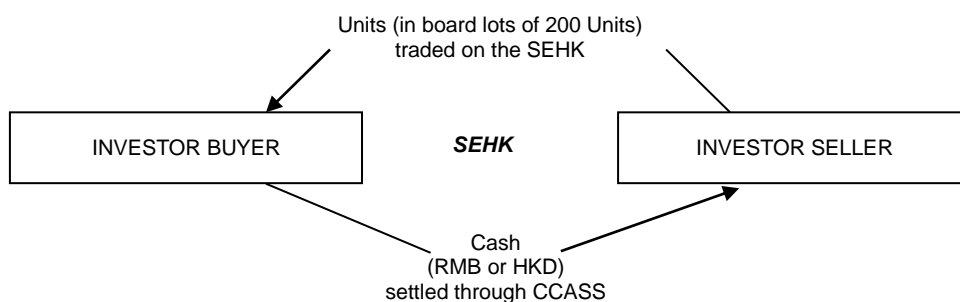 Units (in board lots of 200 Units)
traded on the SEHK
INVESTOR BUYER
SEHK
INVESTOR SELLER
Cash
(RMB or HKD)
settled through CCASS